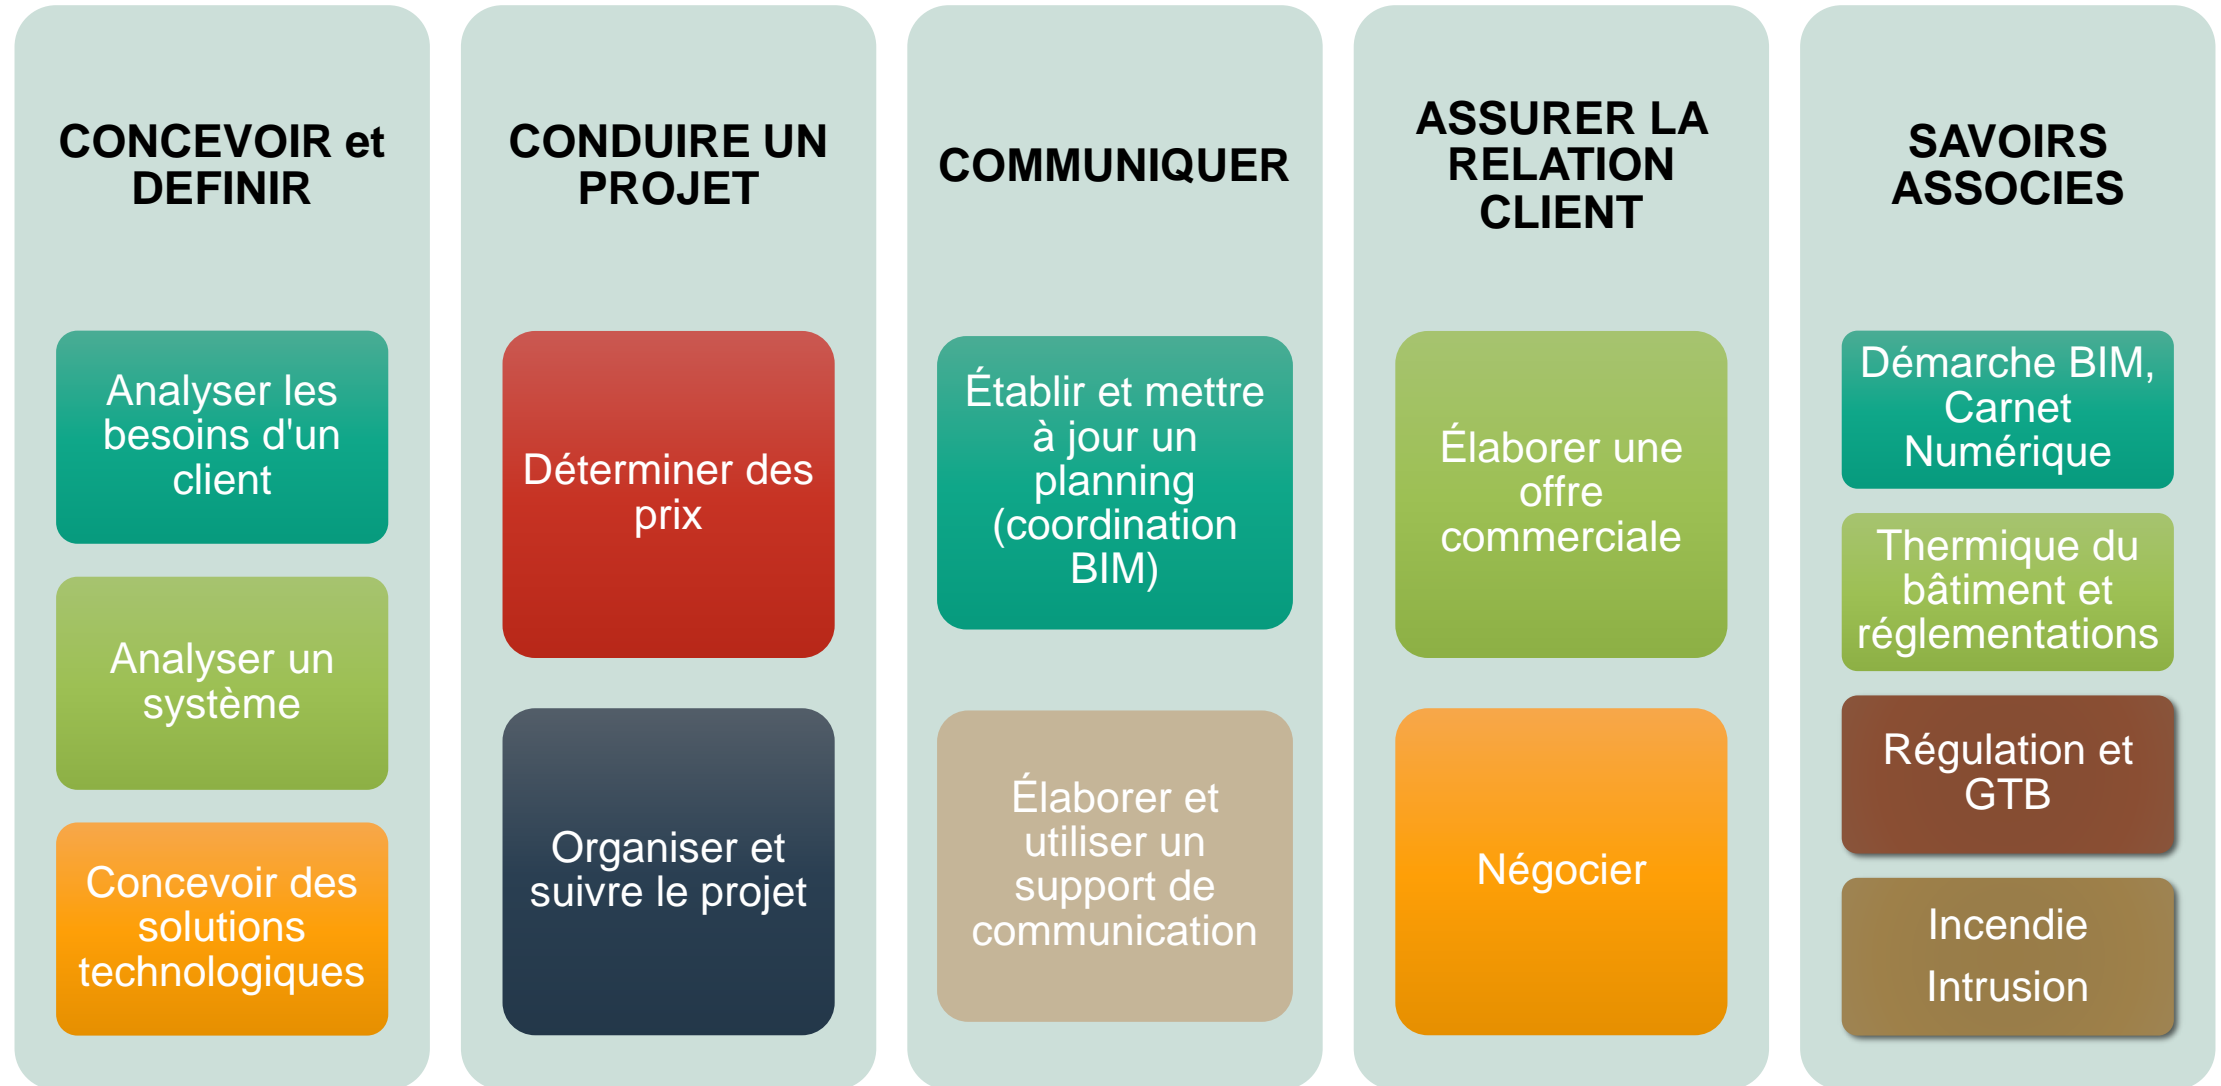 CONCEVOIR et
DEFINIR
Analyser les
besoins d'un
client
Analyser un
système
Concevoir des
solutions
technologiques
CONDUIRE UN
PROJET
Déterminer des
prix
Organiser et
suivre le projet
COMMUNIQUER
Établir et mettre
à jour un
planning
(coordination
BIM)
Élaborer et
utiliser un
support de
communication
ASSURER LA
RELATION
CLIENT
Élaborer une
offre
commerciale
Négocier
SAVOIRS
ASSOCIES
Démarche BIM,
Carnet
Numérique
Thermique du
bâtiment et
réglementations
Régulation et
GTB
Incendie
Intrusion